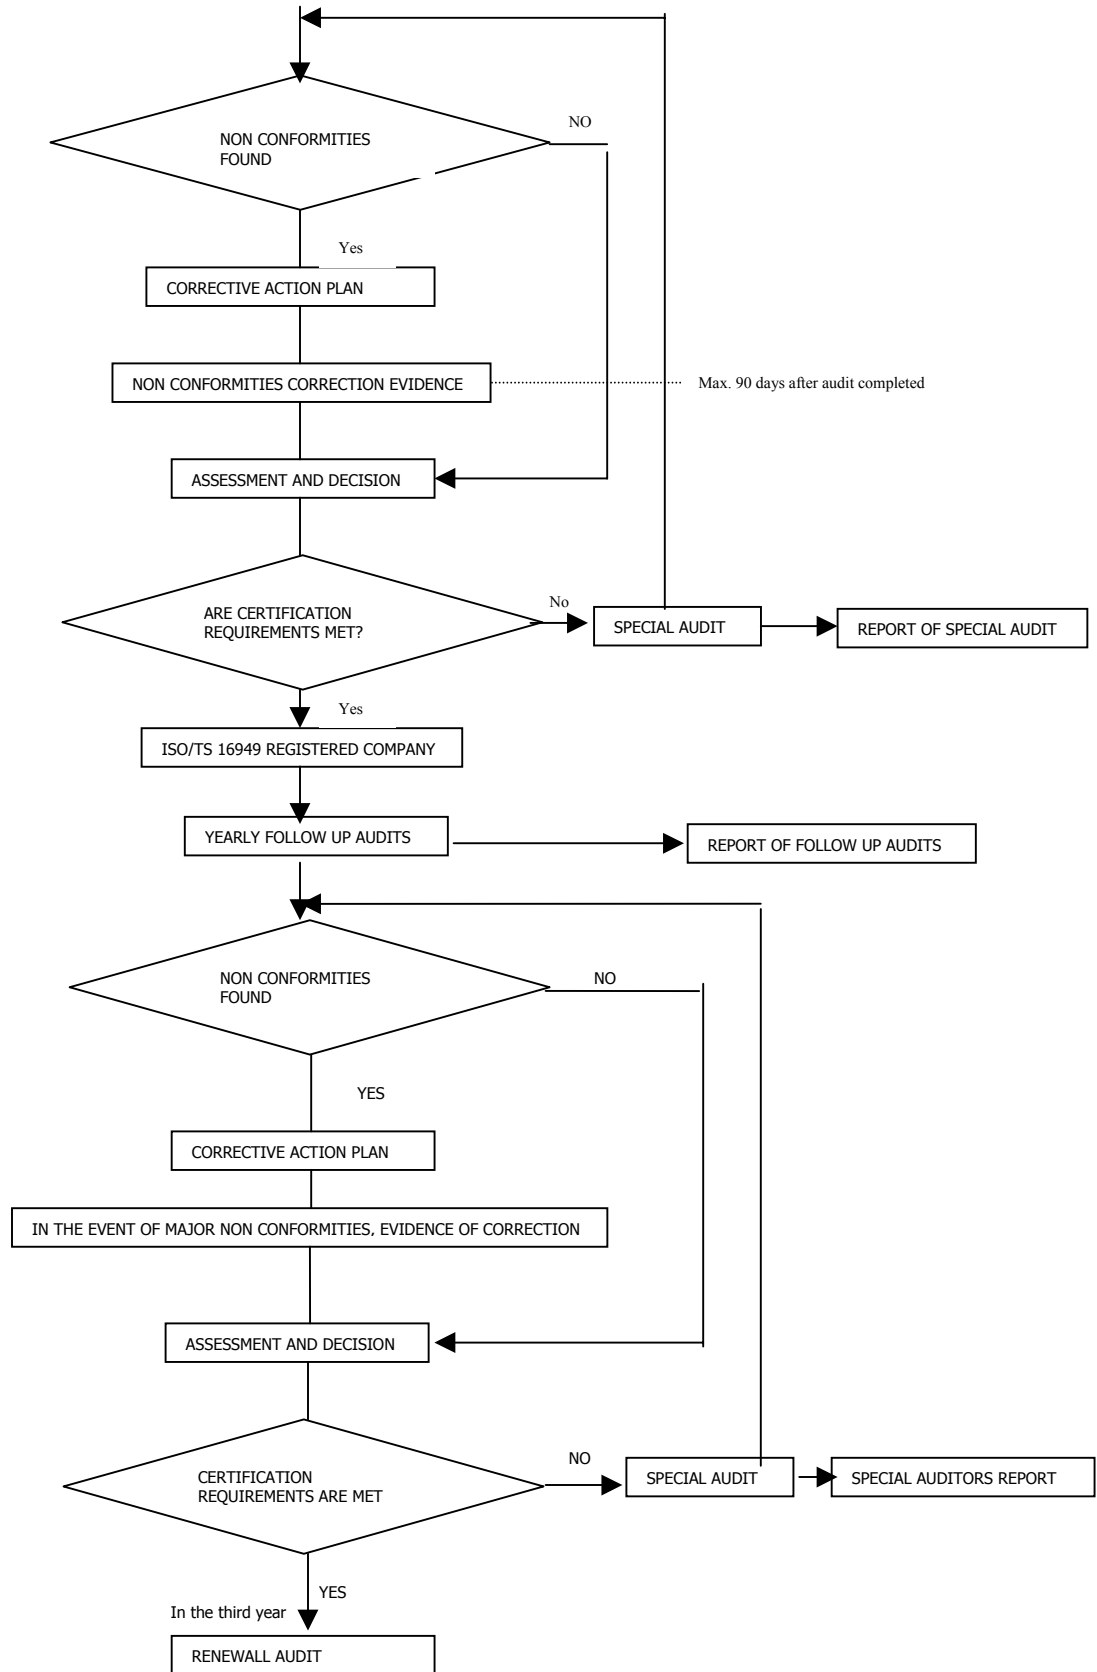 NO
NON CONFORMITIES
FOUND
Yes
CORRECTIVE ACTION PLAN
NON CONFORMITIES CORRECTION EVIDENCE
Max. 90 days after audit completed
ASSESSMENT AND DECISION
ARE CERTIFICATION
REQUIREMENTS MET?
No
SPECIAL AUDIT
REPORT OF SPECIAL AUDIT
Yes
ISO/TS 16949 REGISTERED COMPANY
YEARLY FOLLOW UP AUDITS
REPORT OF FOLLOW UP AUDITS
NON CONFORMITIES
FOUND
NO
YES
CORRECTIVE ACTION PLAN
IN THE EVENT OF MAJOR NON CONFORMITIES, EVIDENCE OF CORRECTION
ASSESSMENT AND DECISION
CERTIFICATION
REQUIREMENTS ARE MET
NO
SPECIAL AUDIT
SPECIAL AUDITORS REPORT
YES
In the third year
RENEWALL AUDIT